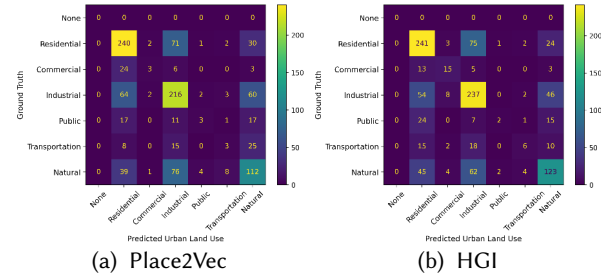 None 0 0 0 0 0 0 0
Residential 0 240 2 71 1 2 30
Commercial 0 24 3 6 0 0 3
Industrial 0 64 2 216 2 3 60
Public 0 17 0 11 3 1 17
Transportation 0 8 0 15 0 3 25
Natural 0 39 1 76 4 8 112
Ground Truth
None Residential Commercial Industrial Public Transportation Natural
Predicted Urban Land Use
200
150
100
50
0
(a) Place2Vec
None 0 0 0 0 0 0 0
Residential 0 241 3 75 1 2 24
Commercial 0 13 15 5 0 0 3
Industrial 0 54 8 237 2 0 46
Public 0 24 0 7 2 1 15
Transportation 0 15 2 18 0 6 10
Natural 0 45 4 62 2 4 123
Ground Truth
None Residential Commercial Industrial Public Transportation Natural
Predicted Urban Land Use
200
150
100
50
0
(b) HGI